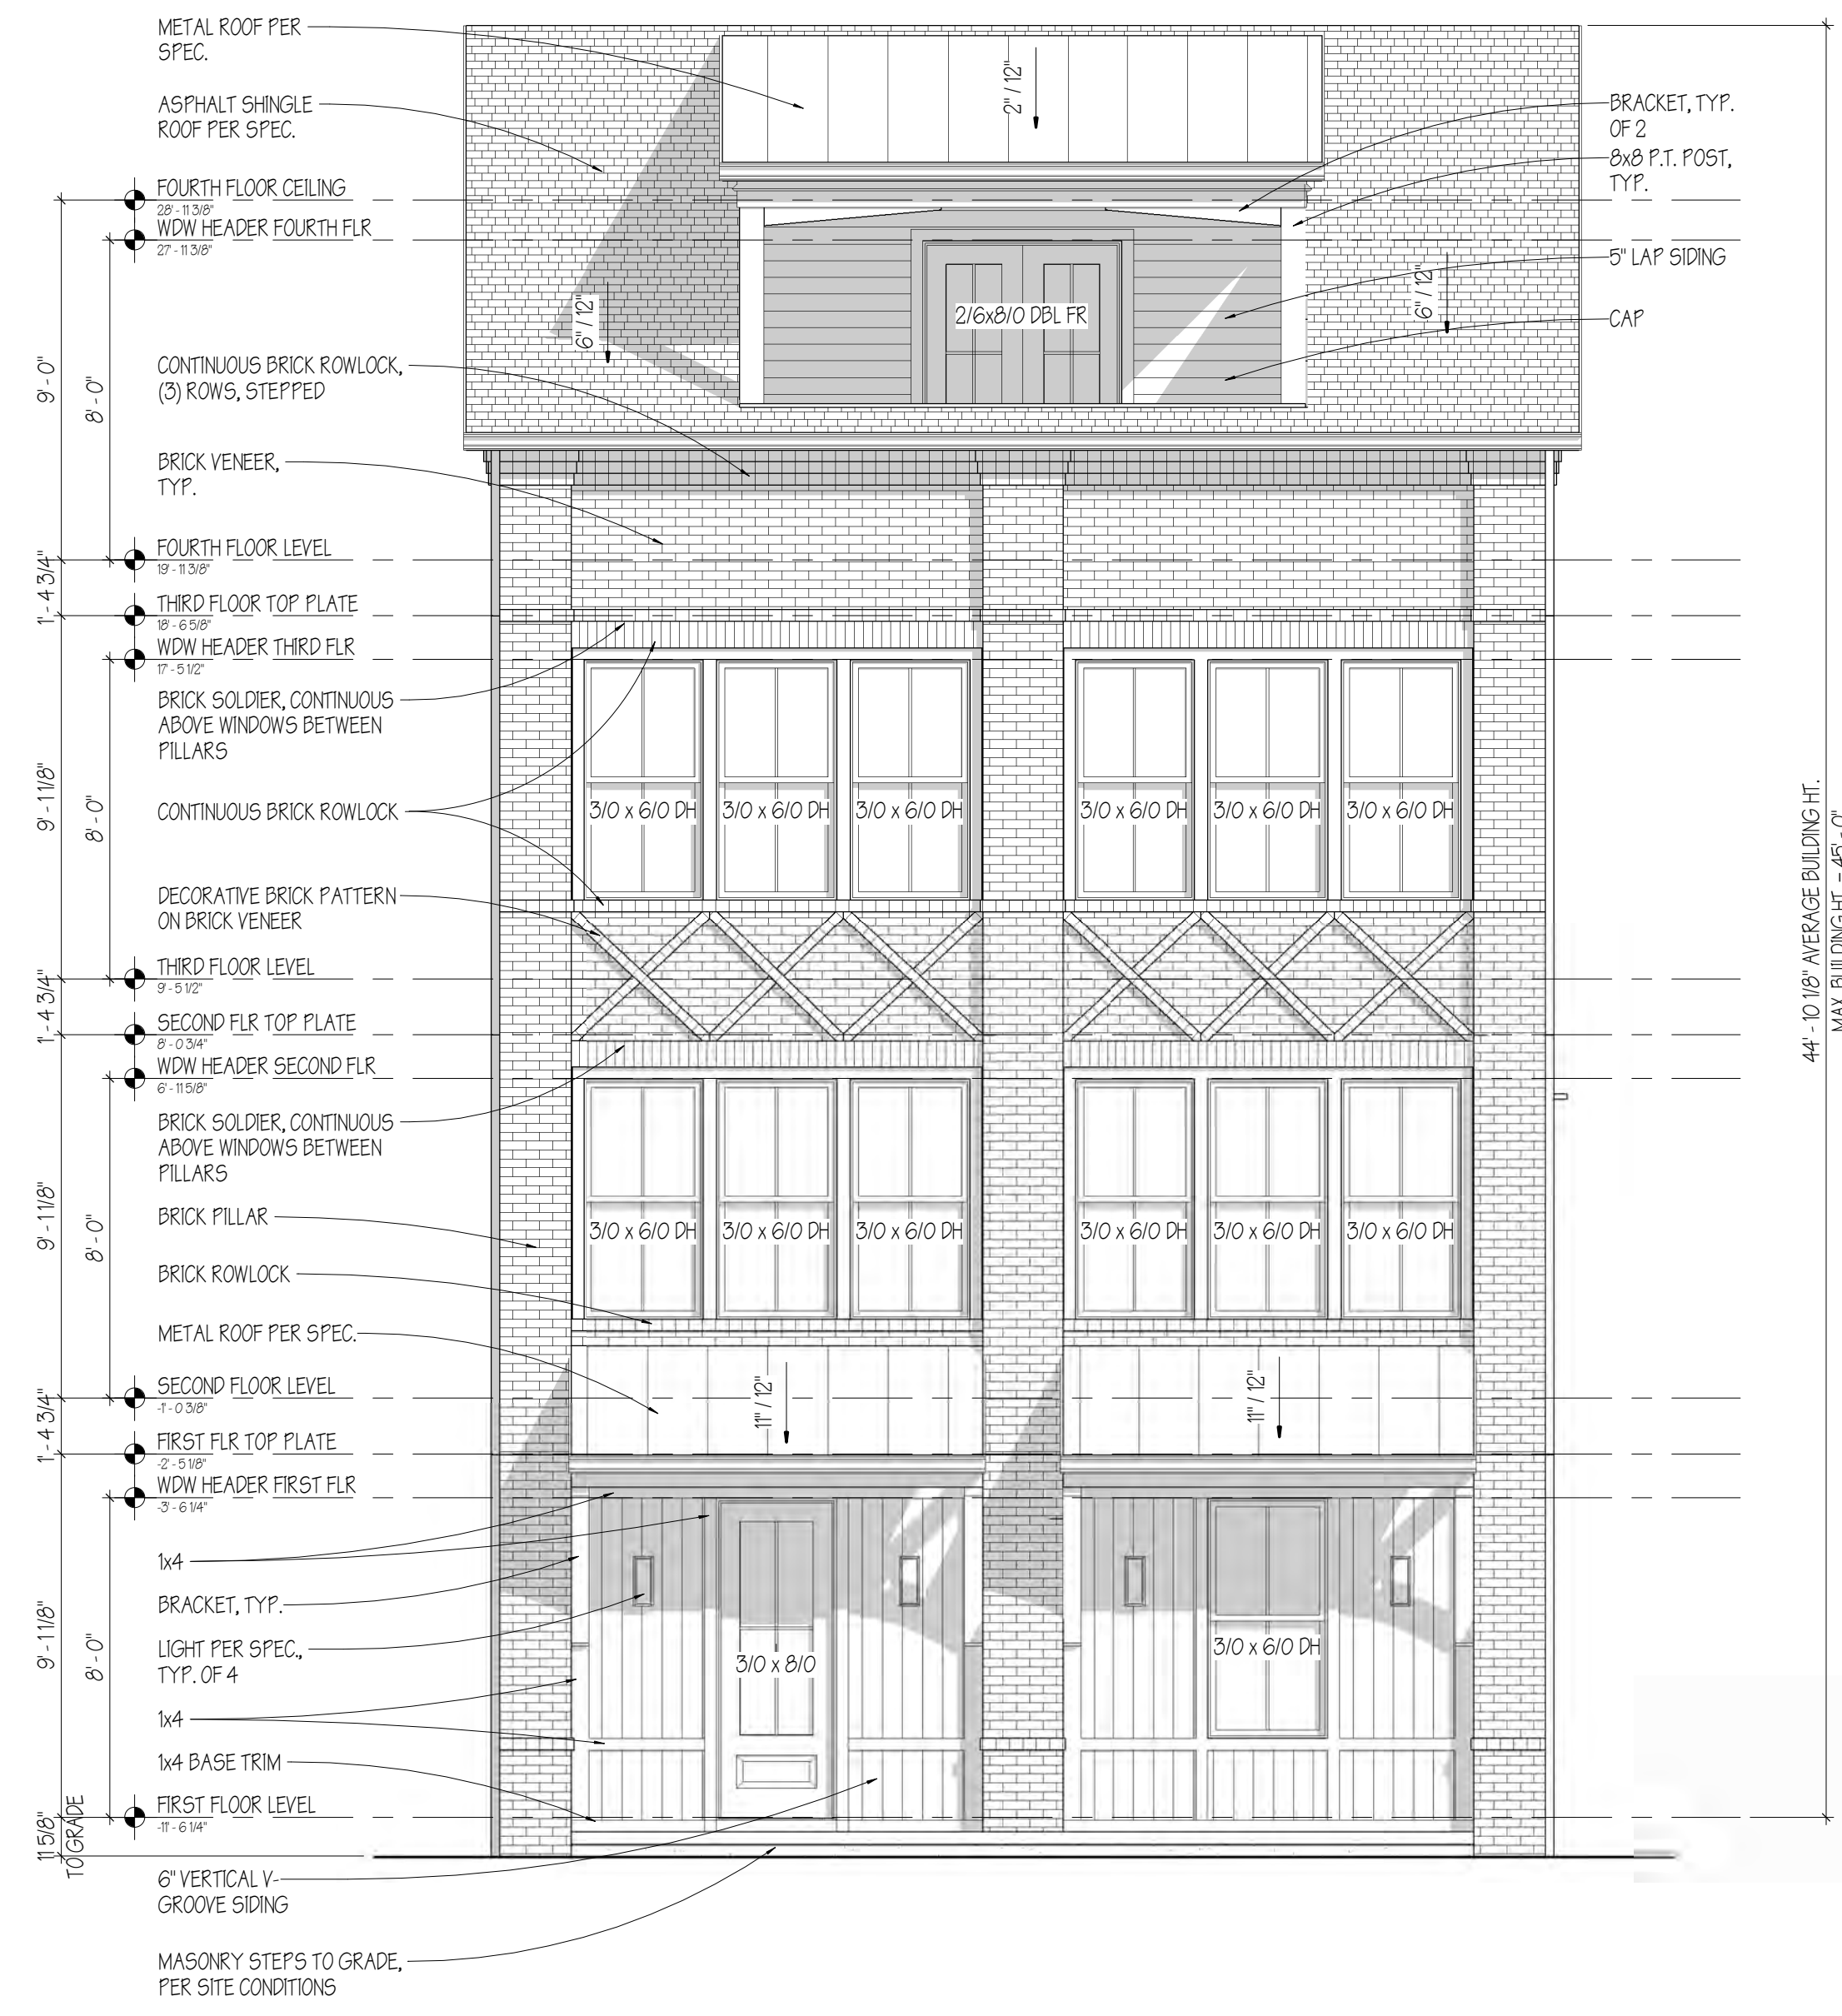 METAL ROOF PER
SPEC.
ASPHALT SHINGLE
ROOF PER SPEC.
FOURTH FLOOR CEILING
28' - 11 3/8"
WDW HEADER FOURTH FLR
27' - 11 3/8"
CONTINUOUS BRICK ROWLOCK,
(3) ROWS, STEPPED
BRICK VENEER,
TYP.
FOURTH FLOOR LEVEL
19' - 11 3/8"
THIRD FLOOR TOP PLATE
18' - 6 5/8"
WDW HEADER THIRD FLR
17' - 5 1/2"
BRICK SOLDIER, CONTINUOUS
ABOVE WINDOWS BETWEEN
PILLARS
CONTINUOUS BRICK ROWLOCK
DECORATIVE BRICK PATTERN
ON BRICK VENEER
THIRD FLOOR LEVEL
9' - 5 1/2"
SECOND FLR TOP PLATE
8' - 0 3/4"
WDW HEADER SECOND FLR
6' - 11 5/8"
BRICK SOLDIER, CONTINUOUS
ABOVE WINDOWS BETWEEN
PILLARS
BRICK PILLAR
BRICK ROWLOCK
METAL ROOF PER SPEC.
SECOND FLOOR LEVEL
-1' - 0 3/8"
FIRST FLR TOP PLATE
-2' - 5 1/8"
WDW HEADER FIRST FLR
-3' - 6 1/4"
1x4
BRACKET, TYP.
LIGHT PER SPEC.,
TYP. OF 4
1x4
1x4 BASE TRIM
FIRST FLOOR LEVEL
-11' - 6 1/4"
6" VERTICAL V-
GROOVE SIDING
MASONRY STEPS TO GRADE,
PER SITE CONDITIONS
9' - 0"
8' - 0"
1' - 4 3/4"
9' - 1 1/8"
8' - 0"
1' - 4 3/4"
9' - 1 1/8"
8' - 0"
1' - 4 3/4"
9' - 1 1/8"
8' - 0"
11 5/8"
TO GRADE
2" / 12"
6" / 12"
6" / 12"
2/6x8/0 DBL FR
3/0 x 6/0 DH
3/0 x 6/0 DH
3/0 x 6/0 DH
3/0 x 6/0 DH
3/0 x 6/0 DH
3/0 x 6/0 DH
3/0 x 6/0 DH
3/0 x 6/0 DH
3/0 x 6/0 DH
3/0 x 6/0 DH
3/0 x 6/0 DH
3/0 x 6/0 DH
11" / 12"
11" / 12"
3/0 x 8/0
3/0 x 6/0 DH
BRACKET, TYP.
OF 2
8x8 P.T. POST,
TYP.
5" LAP SIDING
CAP
44' - 10 1/8" AVERAGE BUILDING HT.
MAX. BUILDING HT. = 45' - 0"